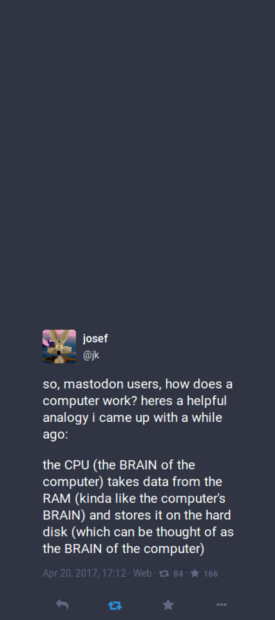 josef
@jk
so, mastodon users, how does a
computer work? heres a helpful
analogy i came up with a while
ago:
the CPU (the BRAIN of the
computer) takes data from the
RAM (kinda like the computer's
BRAIN) and stores it on the hard
disk (which can be thought of as
the BRAIN of the computer)
Apr 20, 2017, 17:12 · Web · 84 · 166